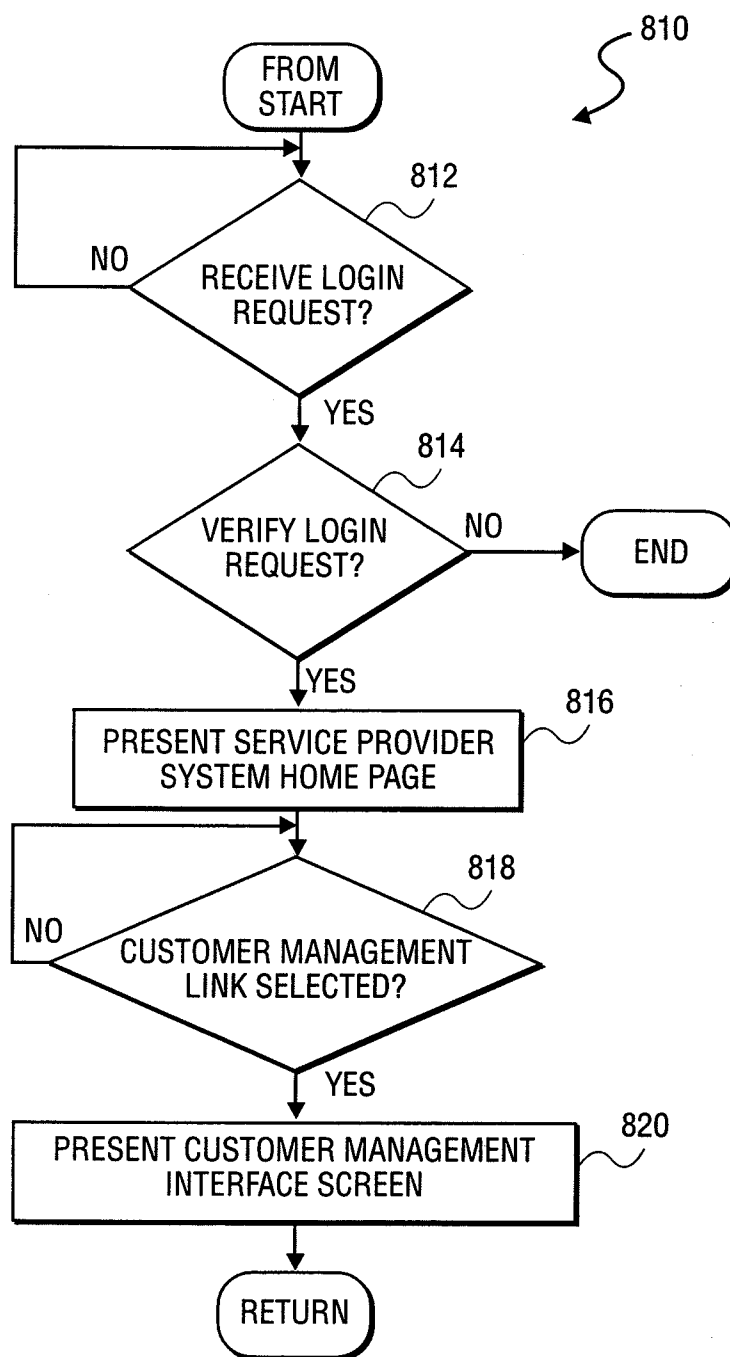 810
FROM
START
812
NO
RECEIVE LOGIN
REQUEST?
YES
814
VERIFY LOGIN
REQUEST?
NO
END
YES
816
PRESENT SERVICE PROVIDER
SYSTEM HOME PAGE
818
NO
CUSTOMER MANAGEMENT
LINK SELECTED?
YES
820
PRESENT CUSTOMER MANAGEMENT
INTERFACE SCREEN
RETURN